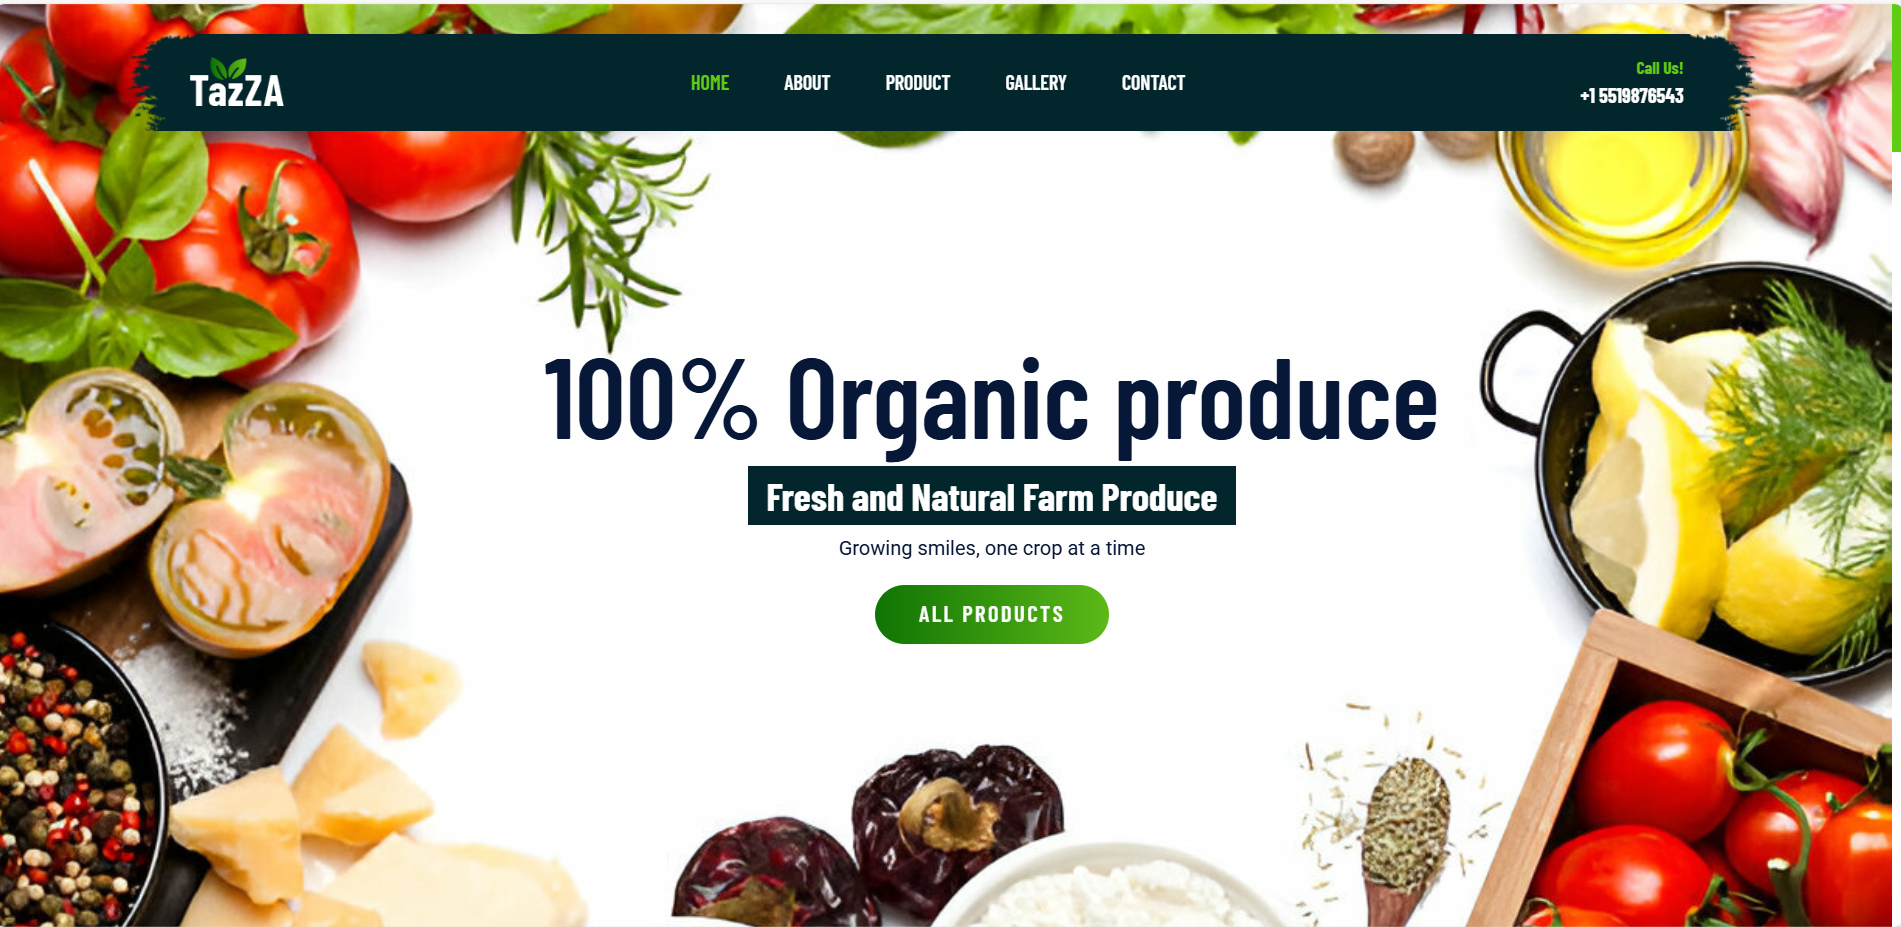 TazZA
HOME
ABOUT
PRODUCT
GALLERY
CONTACT
Call Us!
+1 5519876543
100% Organic produce
Fresh and Natural Farm Produce
Growing smiles, one crop at a time
ALL PRODUCTS